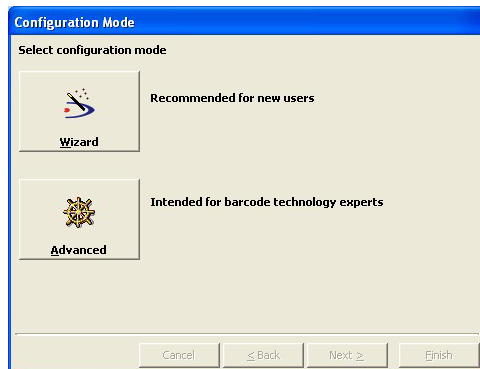 Configuration Mode
Select configuration mode
Recommended for new users
Wizard
Intended for barcode technology experts
Advanced
Cancel < Back Next > Finish